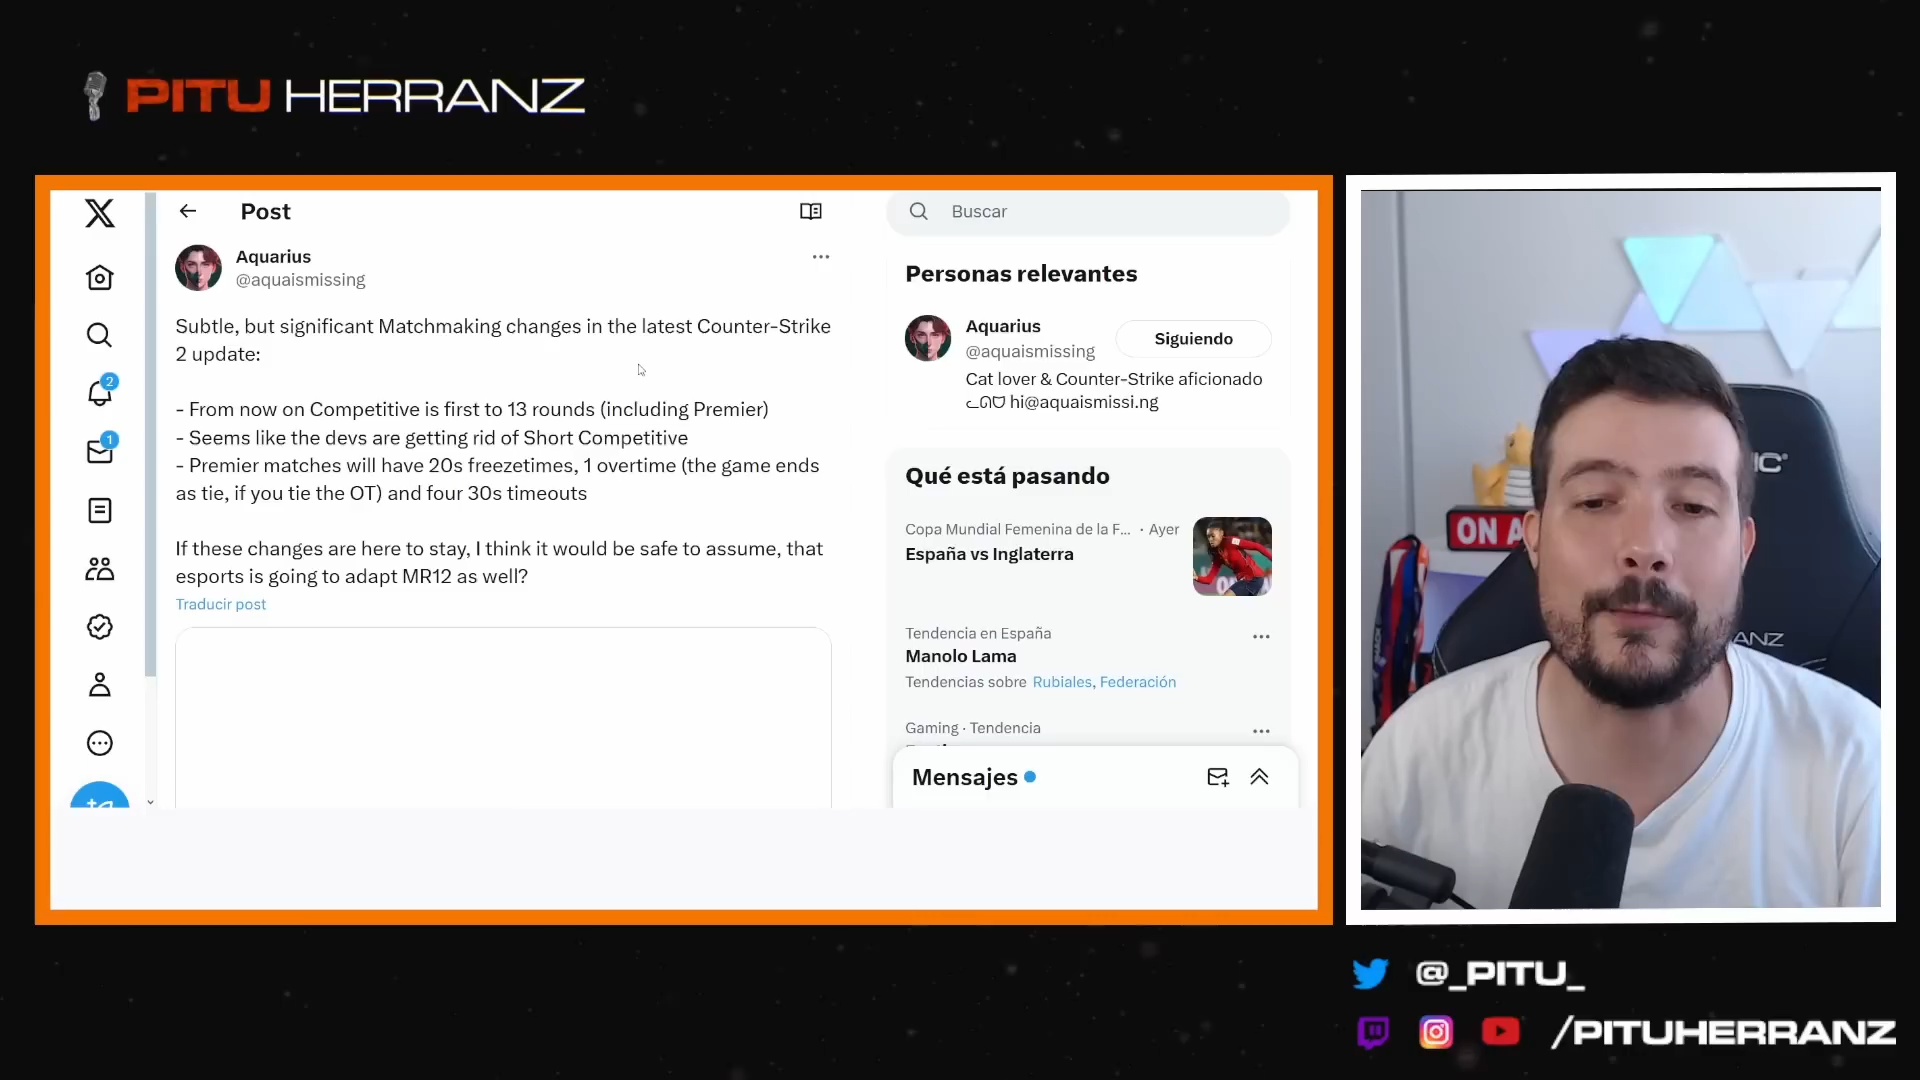 PITU HERRANZ
Post
Aquarius
@aquaismissing
Subtle, but significant Matchmaking changes in the latest Counter-Strike
2 update:
- From now on Competitive is first to 13 rounds (including Premier)
- Seems like the devs are getting rid of Short Competitive
- Premier matches will have 20s freezetimes, 1 overtime (the game ends
as tie, if you tie the OT) and four 30s timeouts
If these changes are here to stay, I think it would be safe to assume, that
esports is going to adapt MR12 as well?
Traducir post
2
1
Buscar
Personas relevantes
Aquarius
@aquaismissing
Siguiendo
Cat lover & Counter-Strike aficionado
hi@aquaismissi.ng
Qué está pasando
Copa Mundial Femenina de la F... · Ayer
España vs Inglaterra
Tendencia en España
Manolo Lama
Tendencias sobre Rubiales, Federación
Gaming · Tendencia
Mensajes
ON A
@_PITU_
/PITUHERRANZ